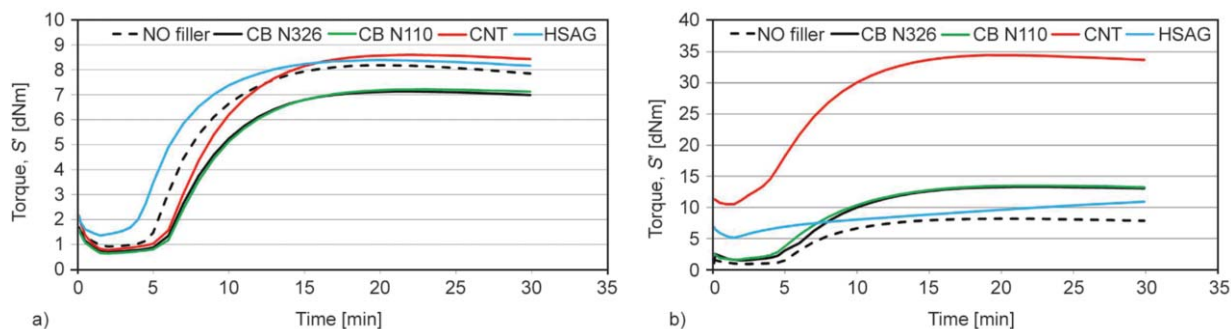 10
9
8
7
6
5
4
3
2
1
0
Torque, S' [dNm]
NO filler CB N326 CB N110 CNT HSAG
0 5 10 15 20 25 30 35
Time [min]
a)
40
35
30
25
20
15
10
5
0
Torque, S' [dNm]
NO filler CB N326 CB N110 CNT HSAG
0 5 10 15 20 25 30 35
Time [min]
b)